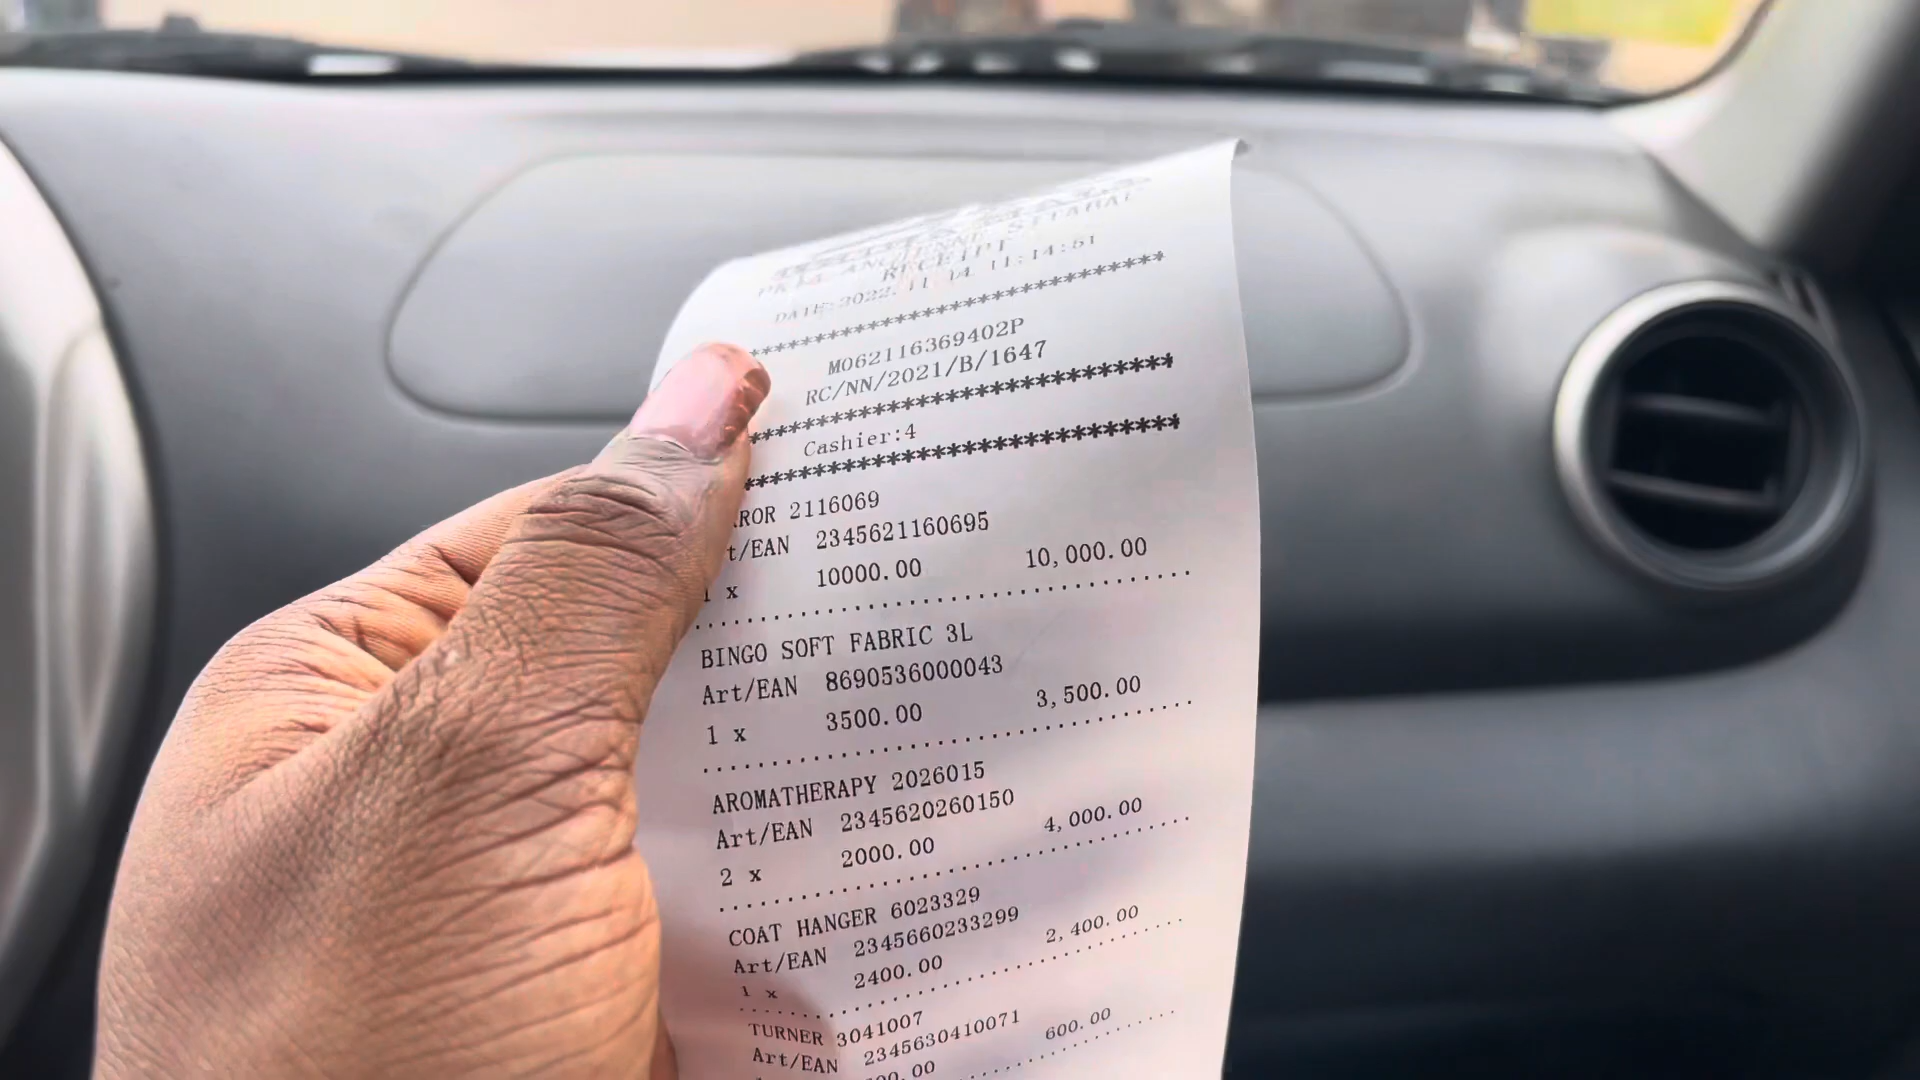 RECEIPT
DATE:2022.11.14. 11:14:51
***********************************
M062116369402P
RC/NN/2021/B/1647
***********************************
Cashier:4
***********************************
RROR 2116069
t/EAN 2345621160695
1 x 10000.00 10,000.00
BINGO SOFT FABRIC 3L
Art/EAN 8690536000043
1 x 3500.00 3,500.00
AROMATHERAPY 2026015
Art/EAN 2345620260150
2 x 2000.00 4,000.00
COAT HANGER 6023329
Art/EAN 2345660233299
1 x 2400.00 2,400.00
TURNER 3041007
Art/EAN 2345630410071
600.00